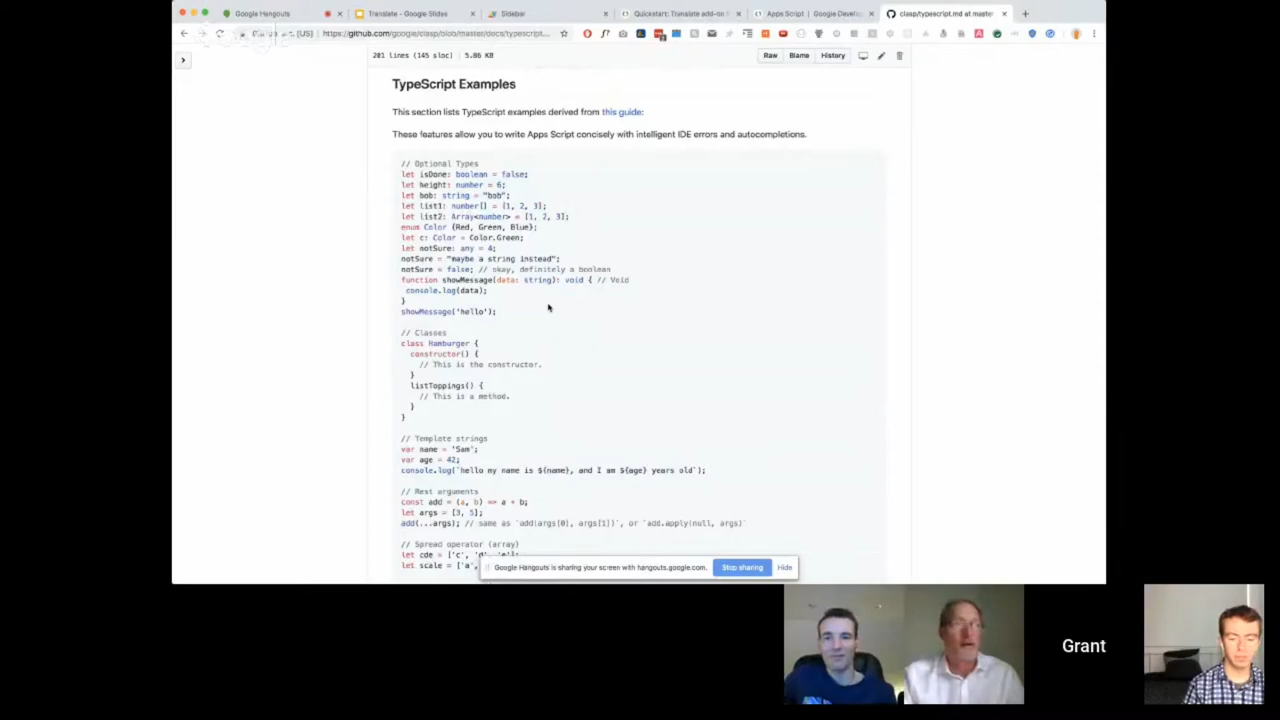 Google Hangouts
Translate - Google Slides
Sidebar
Quickstart: Translate add-on f
Apps Script | Google Develop
clasp/typescript.md at master
[US] https://github.com/google/clasp/blob/master/docs/typescript...
201 lines (145 sloc) 5.86 KB
Raw Blame History
TypeScript Examples
This section lists TypeScript examples derived from this guide:
These features allow you to write Apps Script concisely with intelligent IDE errors and autocompletions.
// Optional Types
let isDone: boolean = false;
let height: number = 6;
let bob: string = "bob";
let list1: number[] = [1, 2, 3];
let list2: Array<number> = [1, 2, 3];
enum Color {Red, Green, Blue};
let c: Color = Color.Green;
let notSure: any = 4;
notSure = "maybe a string instead";
notSure = false; // okay, definitely a boolean
function showMessage(data: string): void { // Void
console.log(data);
}
showMessage('hello');
// Classes
class Hamburger {
constructor() {
// This is the constructor.
}
listToppings() {
// This is a method.
}
}
// Template strings
var name = 'Sam';
var age = 42;
console.log(`hello my name is ${name}, and I am ${age} years old`);
// Rest arguments
const add = (a, b) => a + b;
let args = [3, 5];
add(...args); // same as `add(args[0], args[1])`, or `add.apply(null, args)`
// Spread operator (array)
let cde = ['c', 'd', 'e'];
let scale = ['a',
Google Hangouts is sharing your screen with hangouts.google.com.
Stop sharing
Hide
Grant